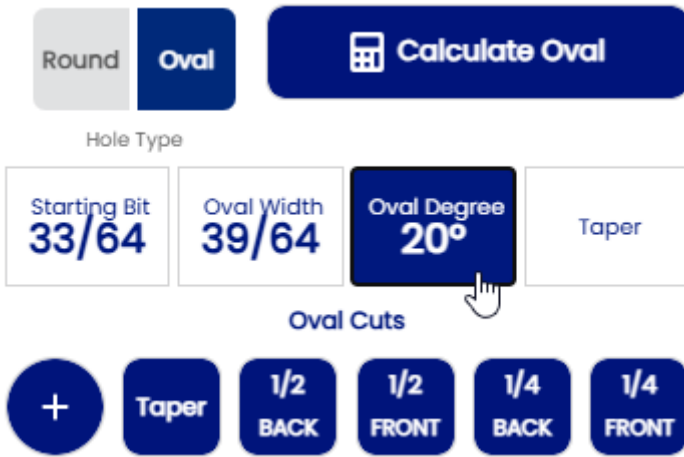 Round Oval Calculate Oval
Hole Type
Starting Bit Oval Width Oval Degree Taper
33/64 39/64 20°
Oval Cuts
+ Taper 1/2 BACK 1/2 FRONT 1/4 BACK 1/4 FRONT